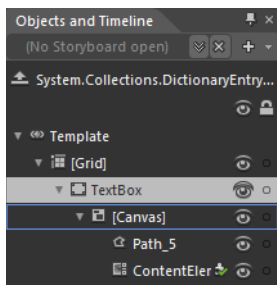 Objects and Timeline
(No Storyboard open)
System.Collections.DictionaryEntry...
Template
[Grid]
TextBox
[Canvas]
Path_5
ContentEler